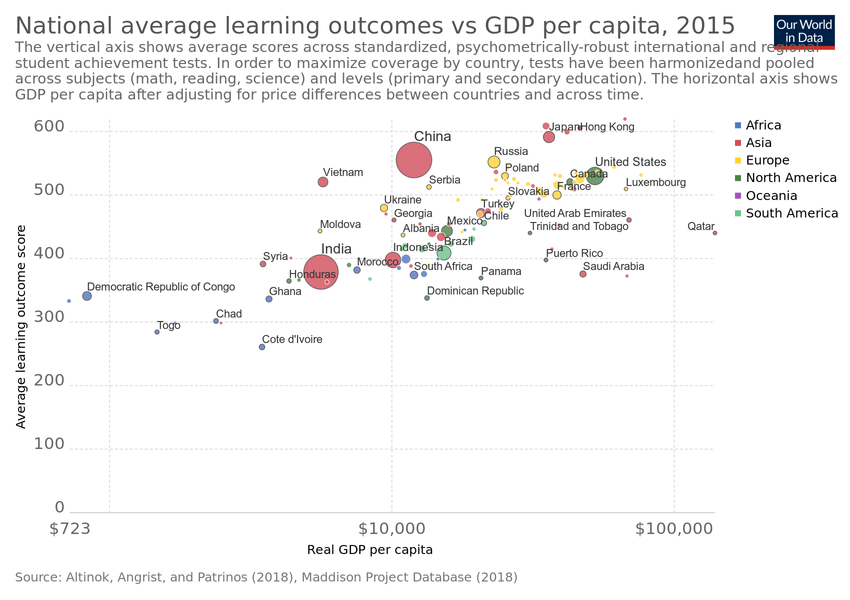 National average learning outcomes vs GDP per capita, 2015
Our World
in Data
The vertical axis shows average scores across standardized, psychometrically-robust international and regional
student achievement tests. In order to maximize coverage by country, tests have been harmonizedand pooled
across subjects (math, reading, science) and levels (primary and secondary education). The horizontal axis shows
GDP per capita after adjusting for price differences between countries and across time.
600
Japan
Hong Kong
Africa
China
Asia
Russia
Europe
United States
Poland
North America
Vietnam
Serbia
Canada
Luxembourg
500
Slovakia
France
Oceania
Ukraine
Turkey
South America
Georgia
Mexico
Chile
United Arab Emirates
Moldova
Albania
Trinidad and Tobago
Qatar
India
Indonesia
Brazil
400
Syria
Morocco
South Africa
Puerto Rico
Honduras
Panama
Saudi Arabia
Democratic Republic of Congo
Ghana
Dominican Republic
300
Togo
Chad
Cote d'Ivoire
200
100
0
Average learning outcome score
$723
$10,000
$100,000
Real GDP per capita
Source: Altinok, Angrist, and Patrinos (2018), Maddison Project Database (2018)